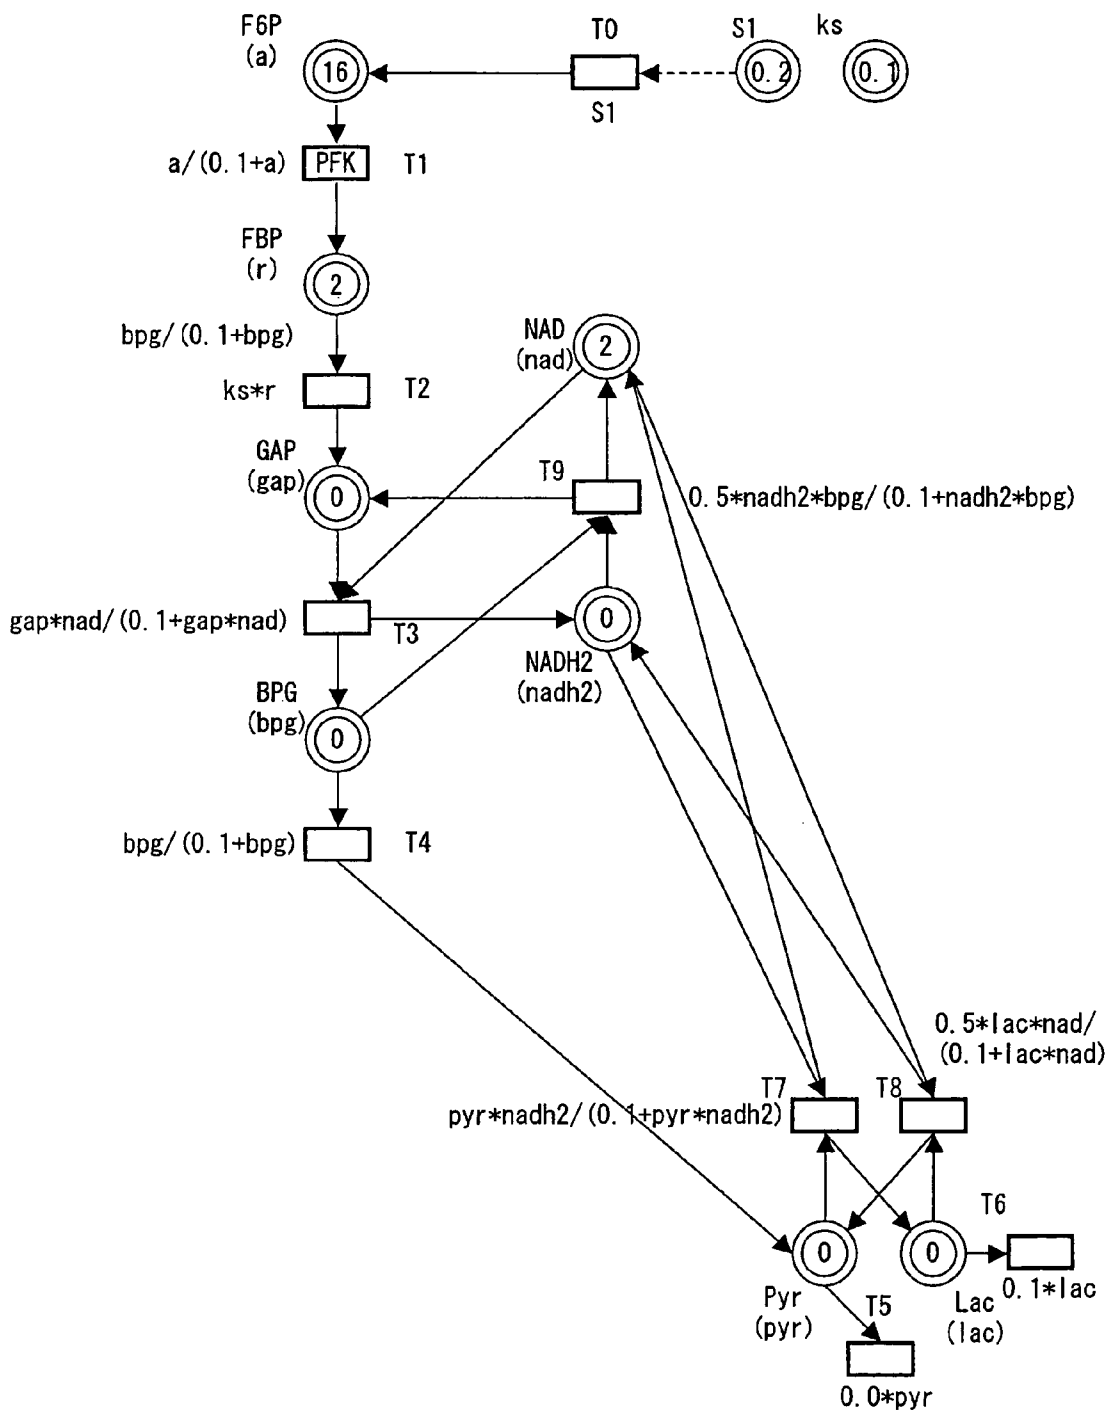 F6P
(a)
T0
S1
ks
16
0.2
0.1
S1
a/(0.1+a)
PFK
T1
FBP
(r)
2
bpg/(0.1+bpg)
NAD
(nad)
2
ks*r
T2
GAP
(gap)
0
T9
0.5*nadh2*bpg/(0.1+nadh2*bpg)
gap*nad/(0.1+gap*nad)
T3
0
NADH2
(nadh2)
BPG
(bpg)
0
bpg/(0.1+bpg)
T4
0.5*lac*nad/
(0.1+lac*nad)
T7
T8
pyr*nadh2/(0.1+pyr*nadh2)
T6
0
0
0.1*lac
Pyr
(pyr)
T5
Lac
(lac)
0.0*pyr